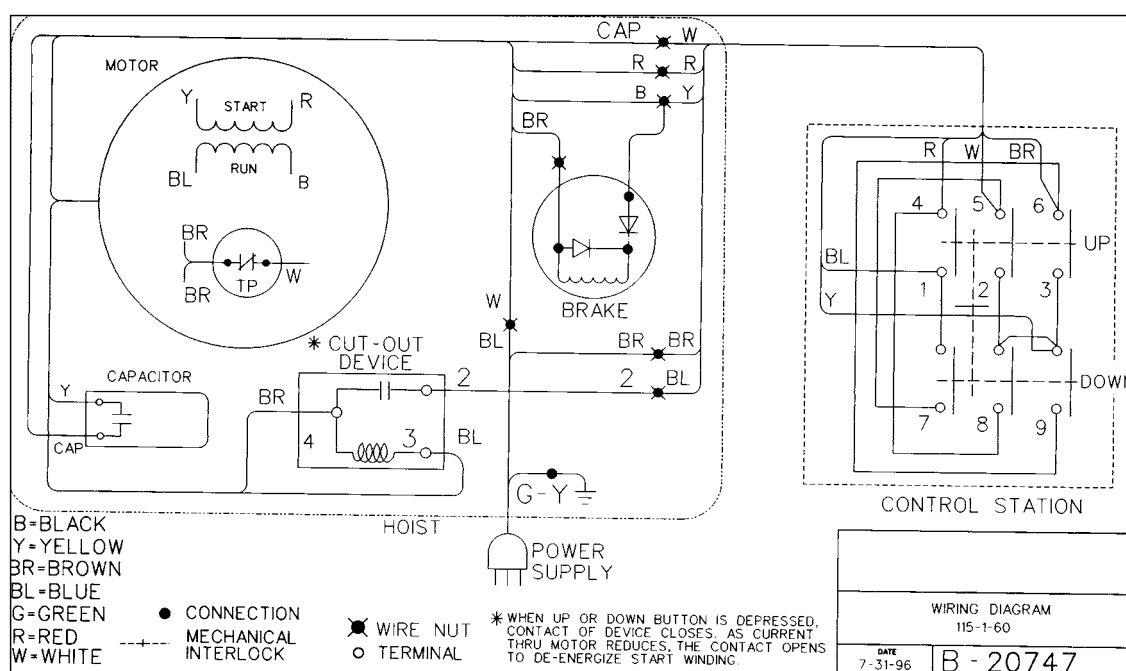 CAP W
R R
B Y
BR
MOTOR
Y START R
BL RUN B
BR
BR
TP
W
BRAKE
W
BL
* CUT-OUT
DEVICE
BR BR
2 2 BL
CAPACITOR
Y
CAP
BR
4 3 BL
G-Y
HOIST
POWER
SUPPLY
R W BR
4 5 6
UP
BL
1 2 3
Y
DOWN
7 8 9
CONTROL STATION
B=BLACK
Y=YELLOW
BR=BROWN
BL=BLUE
G=GREEN
R=RED
W=WHITE
CONNECTION
MECHANICAL
INTERLOCK
WIRE NUT
TERMINAL
* WHEN UP OR DOWN BUTTON IS DEPRESSED,
CONTACT OF DEVICE CLOSES. AS CURRENT
THRU MOTOR REDUCES, THE CONTACT OPENS
TO DE-ENERGIZE START WINDING.
WIRING DIAGRAM
115-1-60
DATE
7-31-96
B-20747